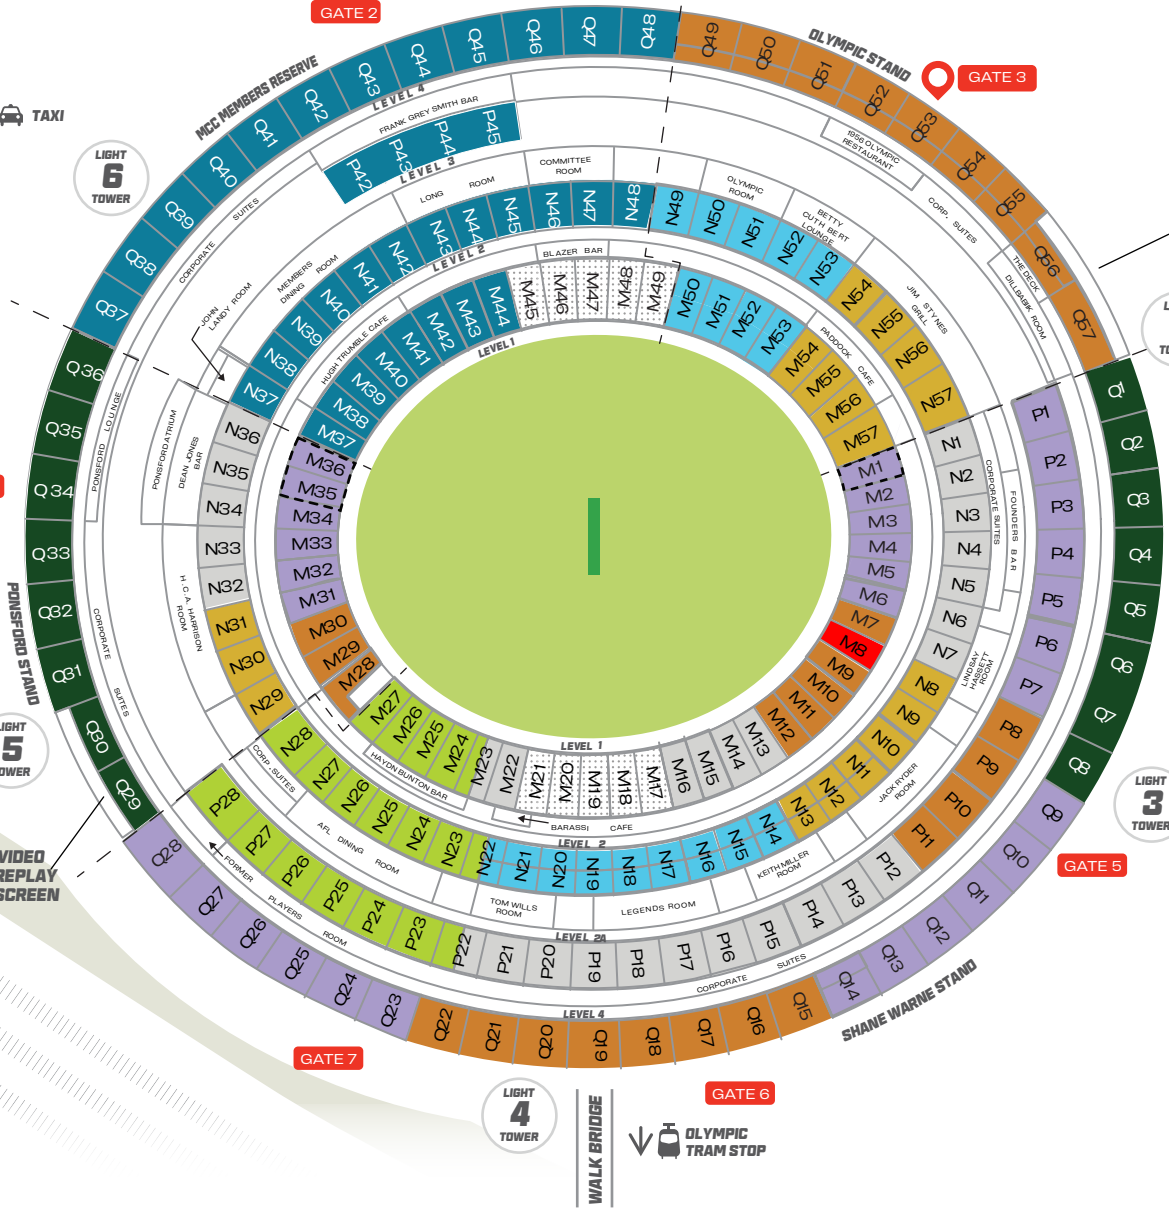 GATE 2
MCC MEMBERS RESERVE
OLYMPIC STAND
GATE 3
TAXI
LIGHT
6
TOWER
Q37
Q38
Q39
Q40
Q41
Q42
Q43
Q44
Q45
Q46
Q47
Q48
Q49
Q50
Q51
Q52
Q53
Q54
Q55
Q56
Q57
LEVEL 4
FRANK GREY SMITH BAR
P42
P43
P44
P45
LEVEL 3
1956 OLYMPIC
RESTAURANT
CORP. SUITES
THE DECK
DILLBABK ROOM
CORPORATE SUITES
LONG ROOM
COMMITTEE
ROOM
OLYMPIC
ROOM
BETTY
CUTHBERT
LOUNGE
JIM STYNES
GRILL
JOHN
LANDY ROOM
MEMBERS
DINING ROOM
N37
N38
N39
N40
N41
N42
N43
N44
N45
N46
N47
N48
N49
N50
N51
N52
N53
N54
N55
N56
N57
LEVEL 2
BLAZER BAR
HUGH TRUMBLE CAFE
PADDOCK CAFE
M37
M38
M39
M40
M41
M42
M43
M44
M45
M46
M47
M48
M49
M50
M51
M52
M53
M54
M55
M56
M57
LEVEL 1
Q36
Q35
Q34
Q33
Q32
Q31
Q30
Q29
PONSFORD LOUNGE
PONSFORD ATRIUM
DEAN JONES
BAR
H.C.A. HARRISON
ROOM
CORPORATE SUITES
PONSFORD STAND
N36
N35
N34
N33
N32
N31
N30
N29
M36
M35
M34
M33
M32
M31
M30
M29
M28
M1
M2
M3
M4
M5
M6
M7
M8
M9
M10
M11
M12
M13
M14
M15
M16
M17
M18
M19
M20
M21
M22
M23
M24
M25
M26
M27
LEVEL 1
N1
N2
N3
N4
N5
N6
N7
N8
N9
N10
N11
N12
N13
N14
N15
N16
N17
N18
N19
N20
N21
N22
N23
N24
N25
N26
N27
N28
CORPORATE SUITES
FOUNDERS BAR
LINDSAY
HASSETT
ROOM
JACK RYDER
ROOM
KEITH MILLER
ROOM
LEGENDS ROOM
TOM WILLS
ROOM
AFL DINING ROOM
CORP. SUITES
HAYDN BUNTON BAR
BARASSI CAFE
LEVEL 2
P1
P2
P3
P4
P5
P6
P7
P8
P9
P10
P11
P12
P13
P14
P15
P16
P17
P18
P19
P20
P21
P22
P23
P24
P25
P26
P27
P28
LEVEL 2A
FORMER PLAYERS ROOM
CORPORATE SUITES
LEVEL 4
Q1
Q2
Q3
Q4
Q5
Q6
Q7
Q8
Q9
Q10
Q11
Q12
Q13
Q14
Q15
Q16
Q17
Q18
Q19
Q20
Q21
Q22
Q23
Q24
Q25
Q26
Q27
Q28
5
VIDEO
REPLAY
SCREEN
LIGHT
3
TOWER
GATE 5
SHANE WARNE STAND
GATE 7
GATE 6
LIGHT
4
TOWER
WALK BRIDGE
OLYMPIC
TRAM STOP